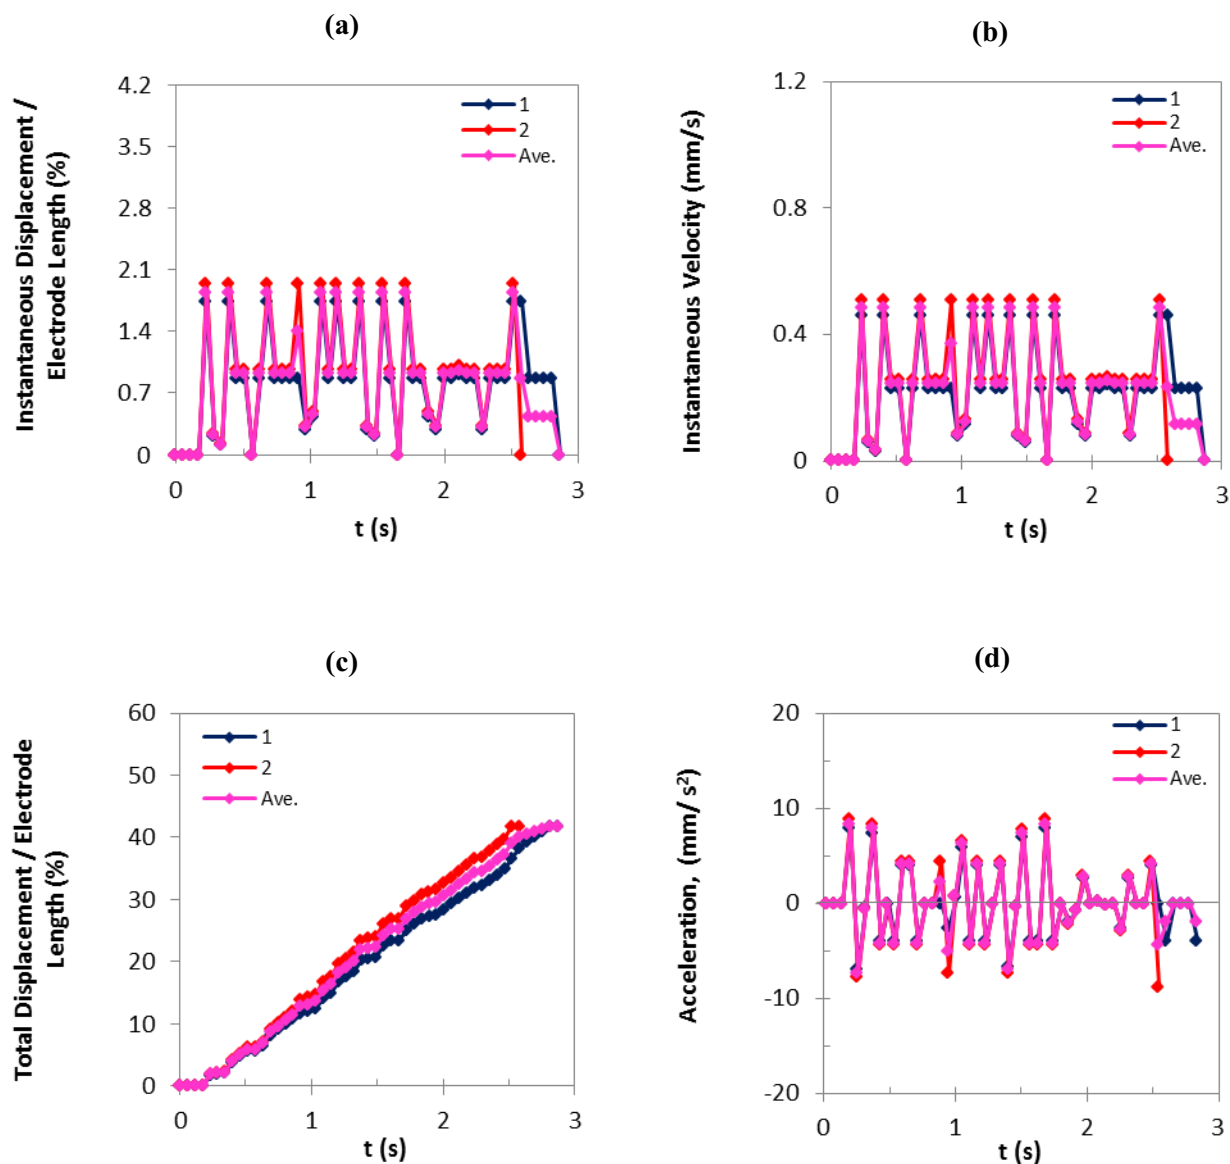 (a)
Instantaneous Displacement /
Electrode Length (%)
4.2
3.5
2.8
2.1
1.4
0.7
0
0
1
2
3
t (s)
1
2
Ave.
(b)
Instantaneous Velocity (mm/s)
1.2
0.8
0.4
0
0
1
2
3
t (s)
1
2
Ave.
(c)
Total Displacement / Electrode
Length (%)
60
50
40
30
20
10
0
0
1
2
3
t (s)
1
2
Ave.
(d)
Acceleration, (mm/ s²)
20
10
0
-10
-20
0
1
2
3
t (s)
1
2
Ave.